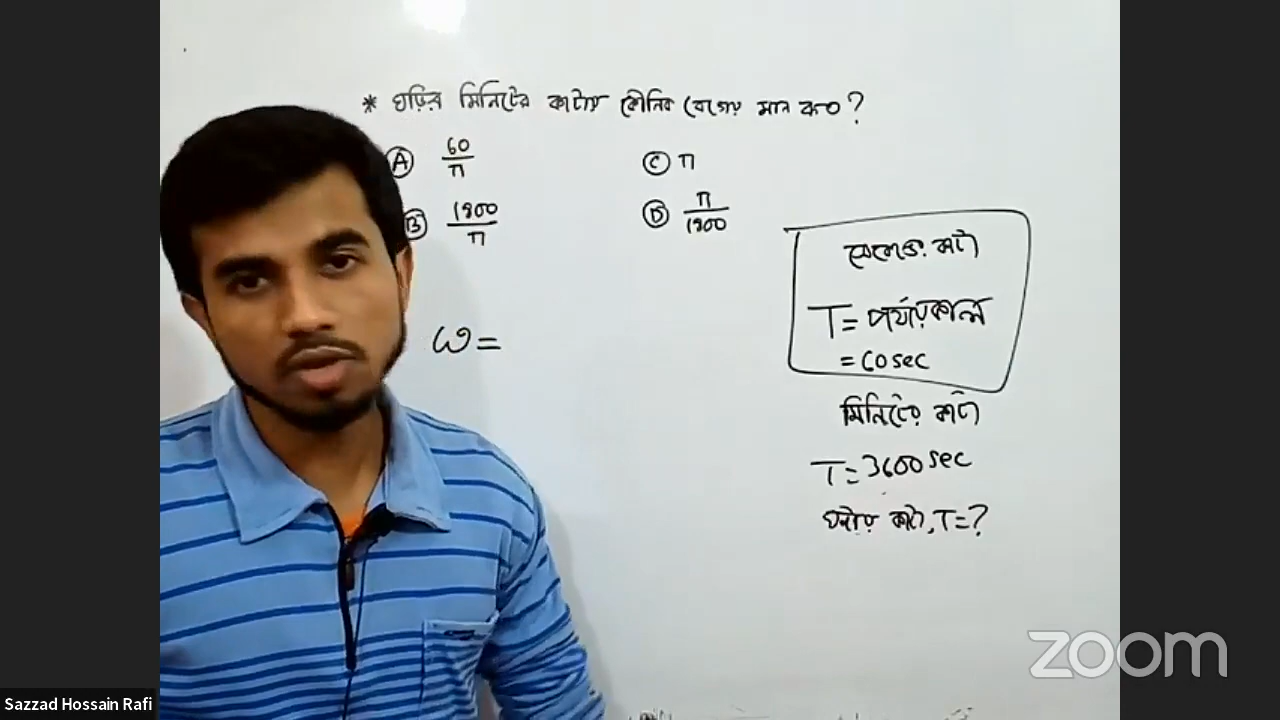 * ঘড়ির মিনিটের কাটার কৌনিক বেগের মান কত?
A 60/π
C π
B 1800/π
D π/1800
সেকেন্ডের কাটা
T = পর্যায়কাল
= 60 sec
ω =
মিনিটের কাটা
T = 3600 sec
ঘন্টার কাটা, T = ?
zoom
Sazzad Hossain Rafi